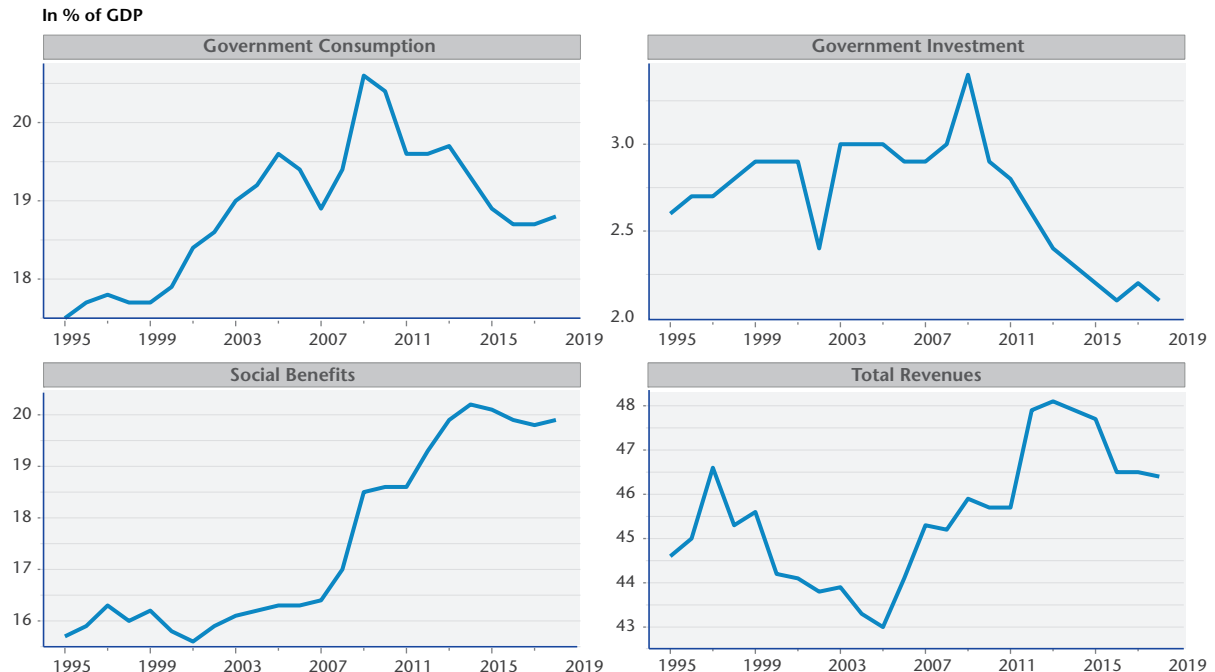 In % of GDP
Government Consumption
20
19
18
1995 1999 2003 2007 2011 2015 2019
Government Investment
3.0
2.5
2.0
1995 1999 2003 2007 2011 2015 2019
Social Benefits
20
19
18
17
16
1995 1999 2003 2007 2011 2015 2019
Total Revenues
48
47
46
45
44
43
1995 1999 2003 2007 2011 2015 2019